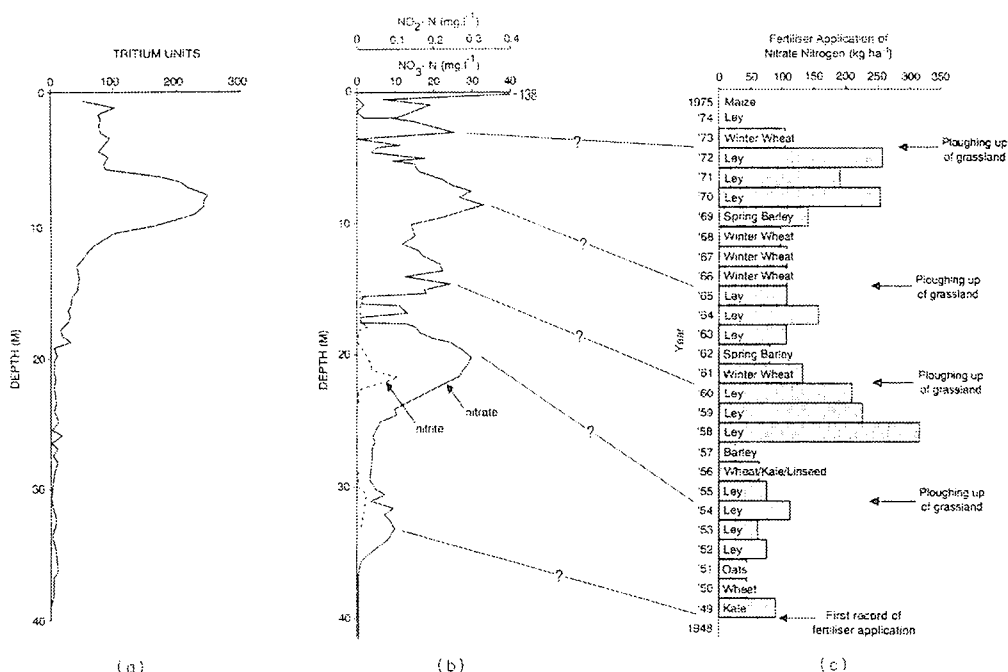 TRITIUM UNITS
0 100 200 300
DEPTH (M)
0
10
20
30
40
(a)
NO2- N (mg.l-1)
0 0.1 0.2 0.3 0.4
NO3- N (mg.l-1)
0 10 20 30 40
138
DEPTH (M)
0
10
20
30
40
nitrite
nitrate
?
?
?
?
?
(b)
Fertiliser Application of
Nitrate Nitrogen (kg ha-1)
0 50 100 150 200 250 300 350
Year
1975 Maize
'74 Ley
'73 Winter Wheat
'72 Ley
'71 Ley
'70 Ley
'69 Spring Barley
'68 Winter Wheat
'67 Winter Wheat
'66 Winter Wheat
'65 Ley
'64 Ley
'63 Ley
'62 Spring Barley
'61 Winter Wheat
'60 Ley
'59 Ley
'58 Ley
'57 Barley
'56 Wheat/Kale/Linseed
'55 Ley
'54 Ley
'53 Ley
'52 Ley
'51 Oats
'50 Wheat
'49 Kale
1948
Ploughing up
of grassland
Ploughing up
of grassland
Ploughing up
of grassland
Ploughing up
of grassland
First record of
fertiliser application
(c)